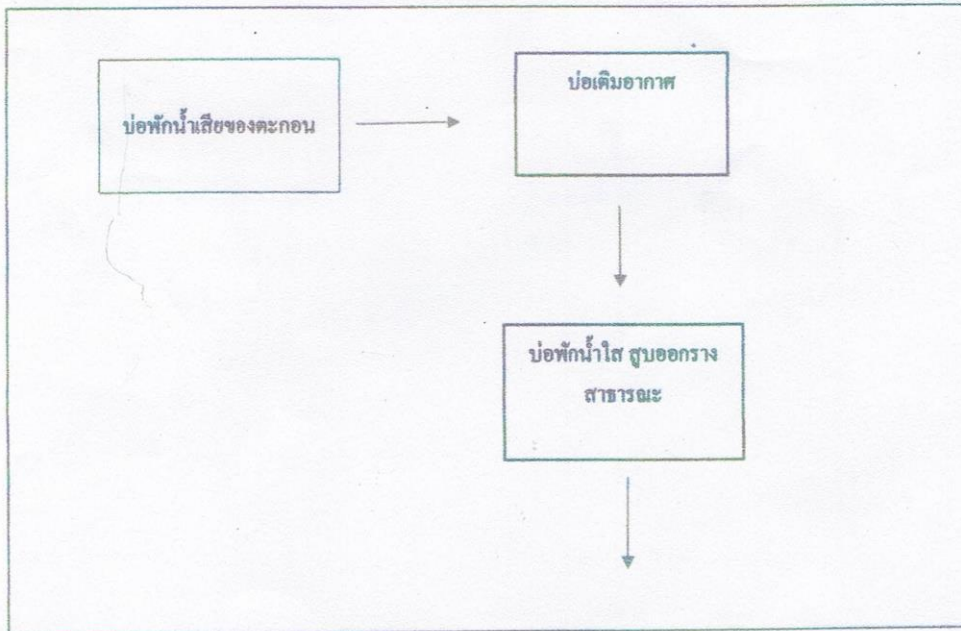 บ่อพักน้ำเสียของตะกอน
บ่อเติมอากาศ
บ่อพักน้ำใส สูบออกราง
สาธารณะ